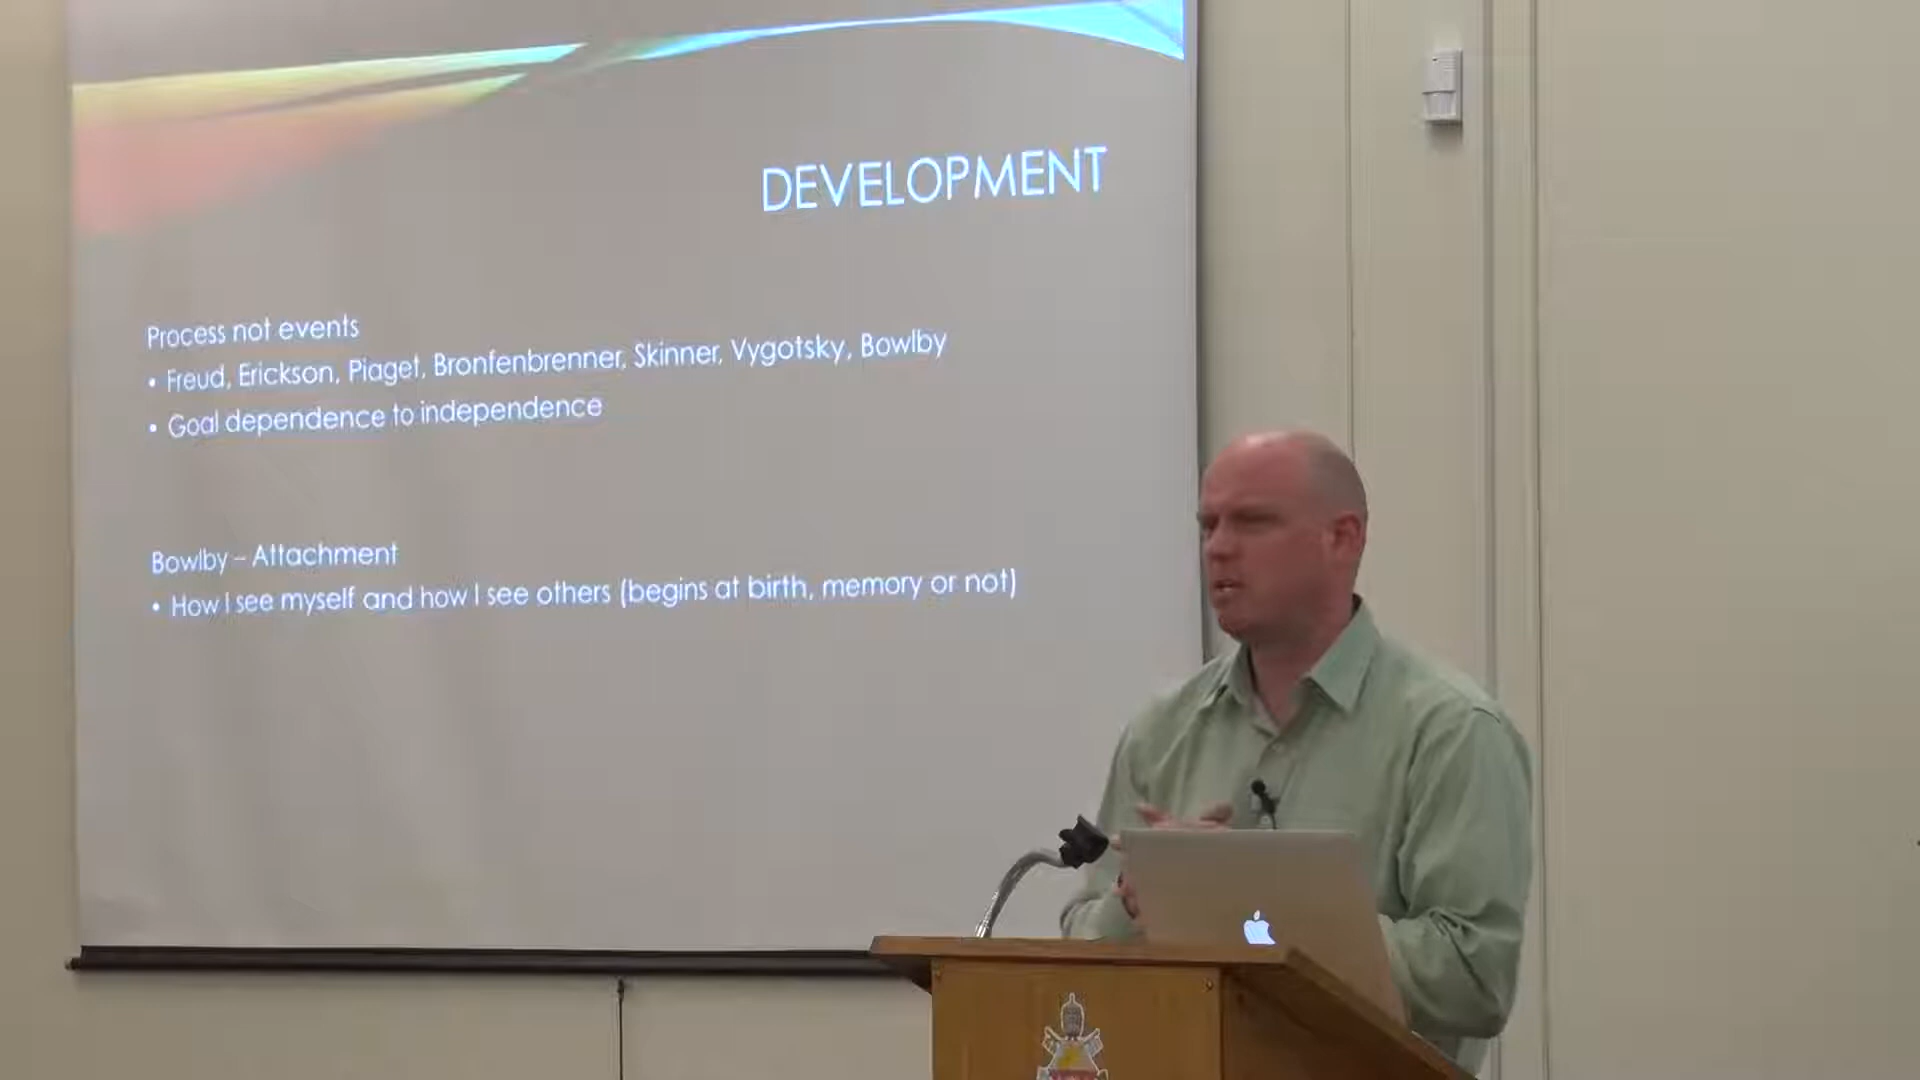 DEVELOPMENT
Process not events
• Freud, Erickson, Piaget, Bronfenbrenner, Skinner, Vygotsky, Bowlby
• Goal dependence to independence
Bowlby – Attachment
• How I see myself and how I see others (begins at birth, memory or not)